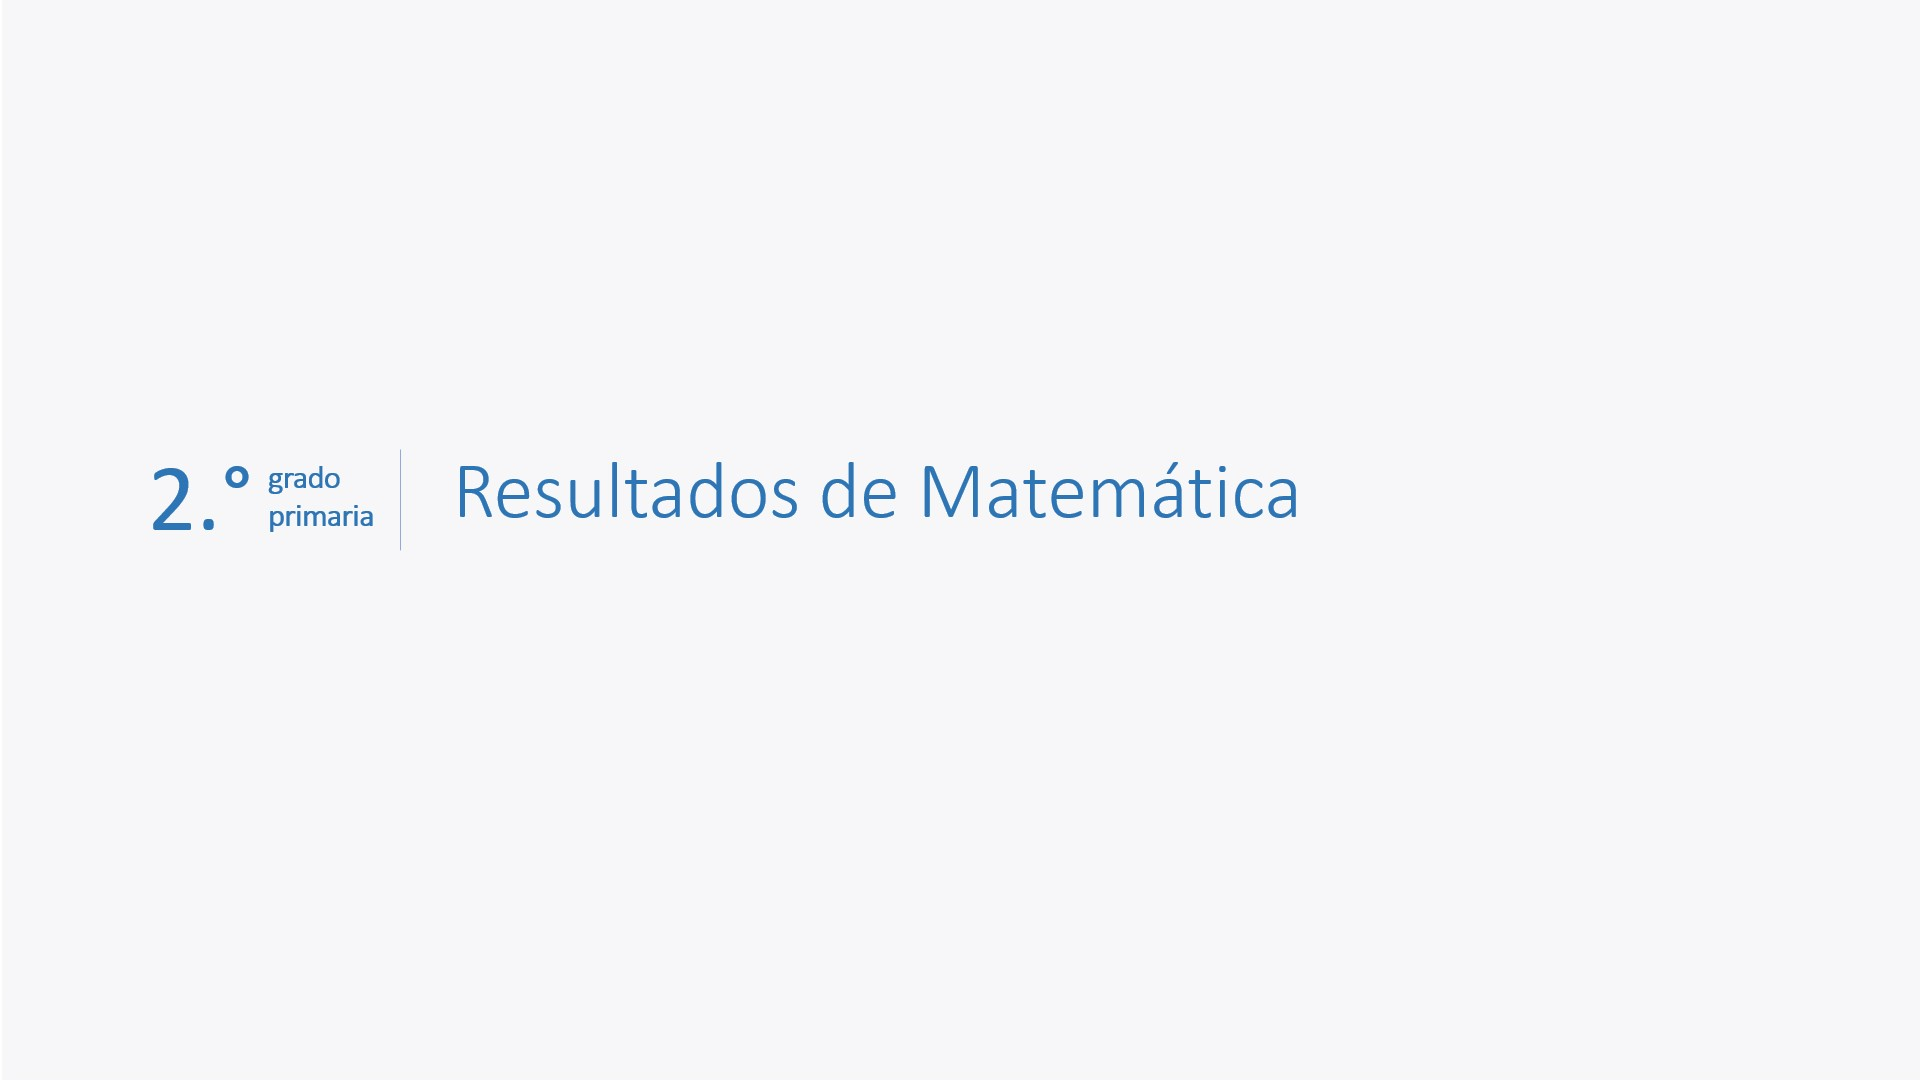 2.° grado
primaria
Resultados de Matemática